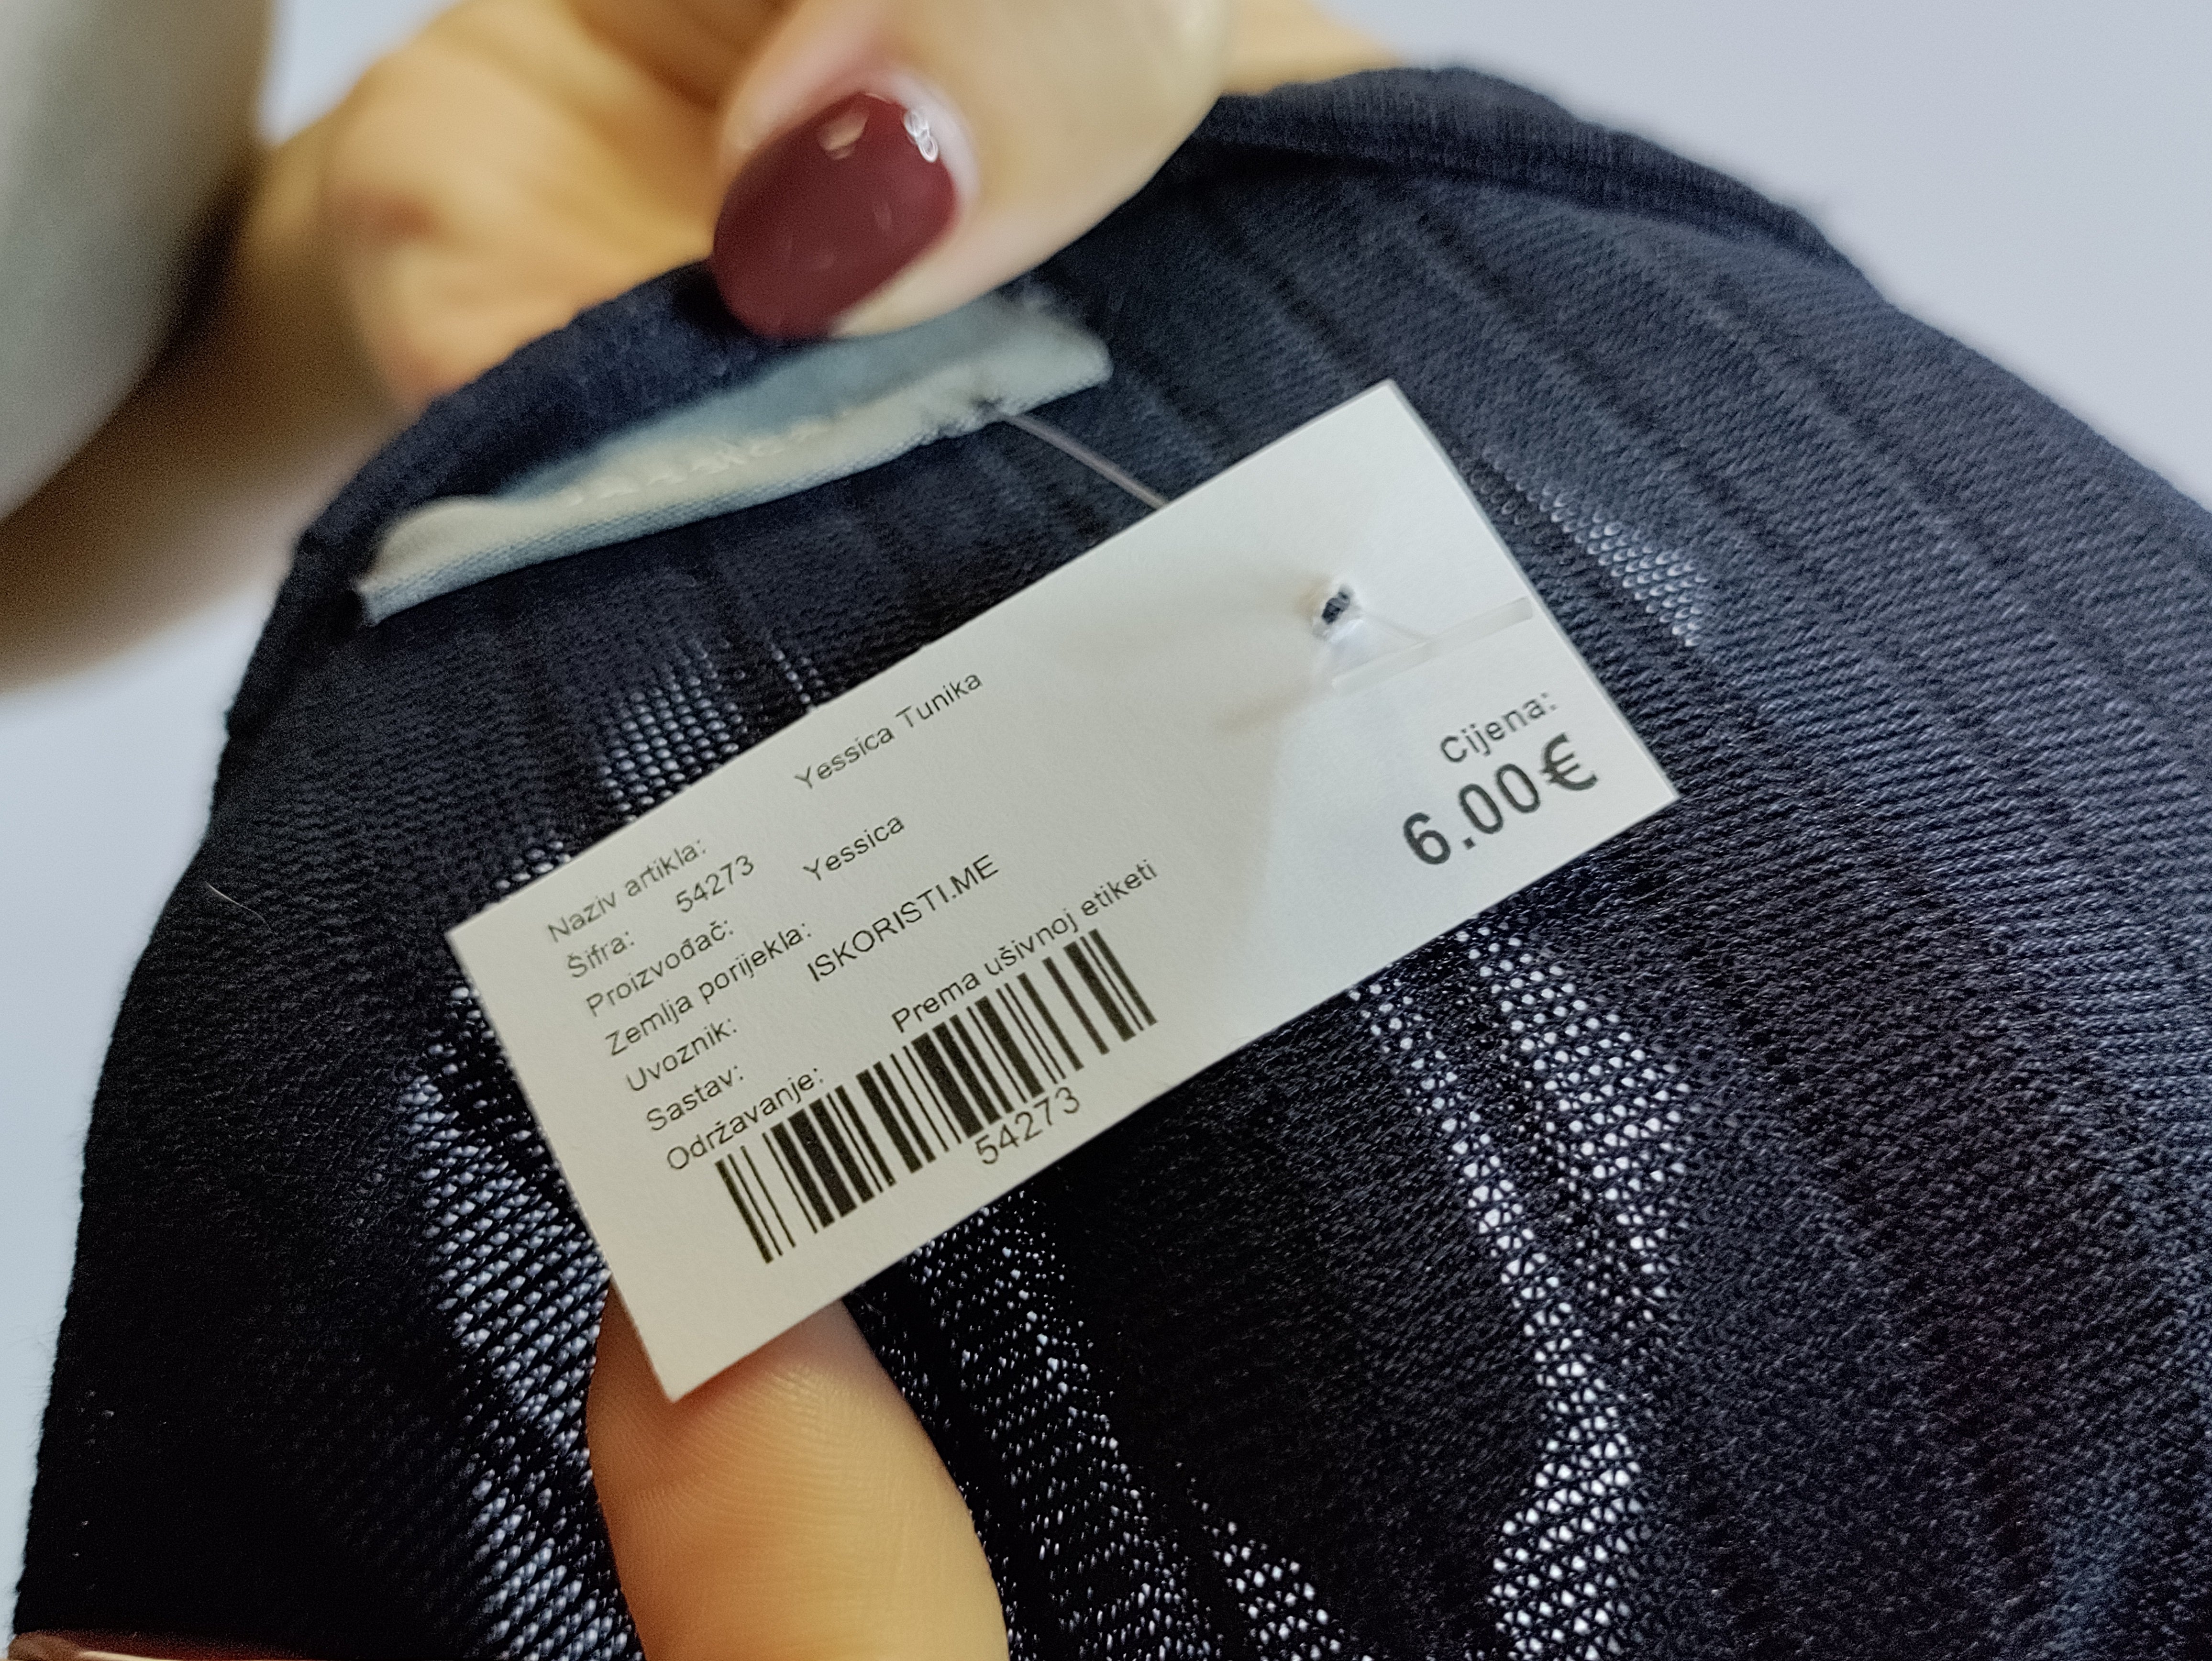 Naziv artikla: Yessica Tunika
Šifra: 54273
Proizvođač: Yessica
Zemlja porijekla:
Uvoznik: ISKORISTI.ME
Sastav:
Održavanje: Prema ušivnoj etiketi
54273
Cijena:
6.00€